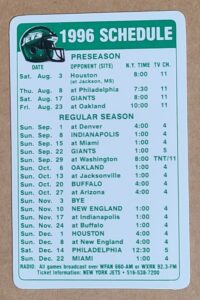 1996 SCHEDULE
PRESEASON
DATE OPPONENT (SITE) N.Y. TIME TV CH.
Sat. Aug. 3 Houston 8:00 11
(at Jackson, MS)
Thu. Aug. 8 at Philadelphia 7:30 11
Sat. Aug. 17 GIANTS 8:00 11
Fri. Aug. 23 at Oakland 10:00 11
REGULAR SEASON
Sun. Sep. 1 at Denver 4:00 4
Sun. Sep. 8 INDIANAPOLIS 1:00 4
Sun. Sep. 15 at Miami 1:00 4
Sun. Sep. 22 GIANTS 1:00 5
Sun. Sep. 29 at Washington 8:00 TNT/11
Sun. Oct. 6 OAKLAND 1:00 4
Sun. Oct. 13 at Jacksonville 1:00 4
Sun. Oct. 20 BUFFALO 4:00 4
Sun. Oct. 27 at Arizona 4:00 4
Sun. Nov. 3 BYE
Sun. Nov. 10 NEW ENGLAND 1:00 4
Sun. Nov. 17 at Indianapolis 1:00 4
Sun. Nov. 24 at Buffalo 1:00 4
Sun. Dec. 1 HOUSTON 1:00 4
Sun. Dec. 8 at New England 4:00 4
Sat. Dec. 14 PHILADELPHIA 12:30 5
Sun. Dec. 22 MIAMI 1:00 4
RADIO All games broadcast over WFAN 660-AM or WXRK 92.3-FM
Ticket Information: NEW YORK JETS • 516-538-7200